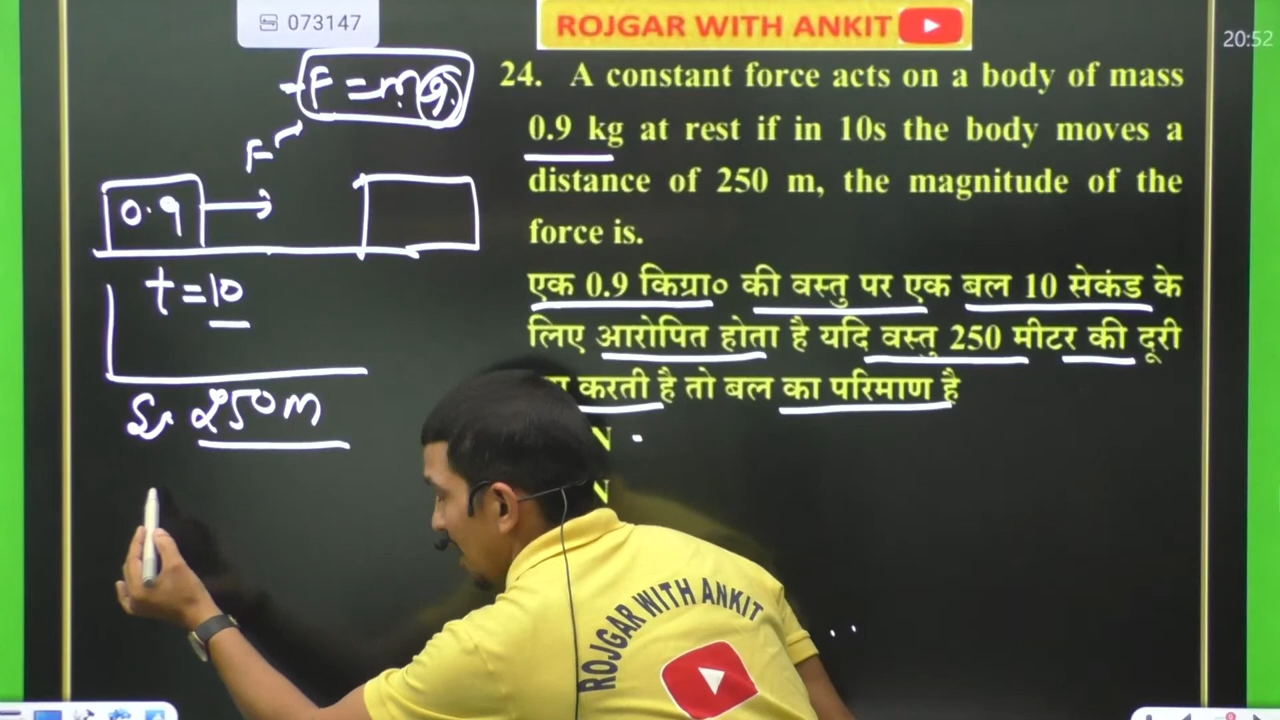 073147
ROJGAR WITH ANKIT
20:52
F = ma
F
0.9
t = 10
S = 250 m
24. A constant force acts on a body of mass
0.9 kg at rest if in 10s the body moves a
distance of 250 m, the magnitude of the
force is.
एक 0.9 किग्रा० की वस्तु पर एक बल 10 सेकंड के
लिए आरोपित होता है यदि वस्तु 250 मीटर की दूरी
करती है तो बल का परिमाण है
N
N
ROJGAR WITH ANKIT